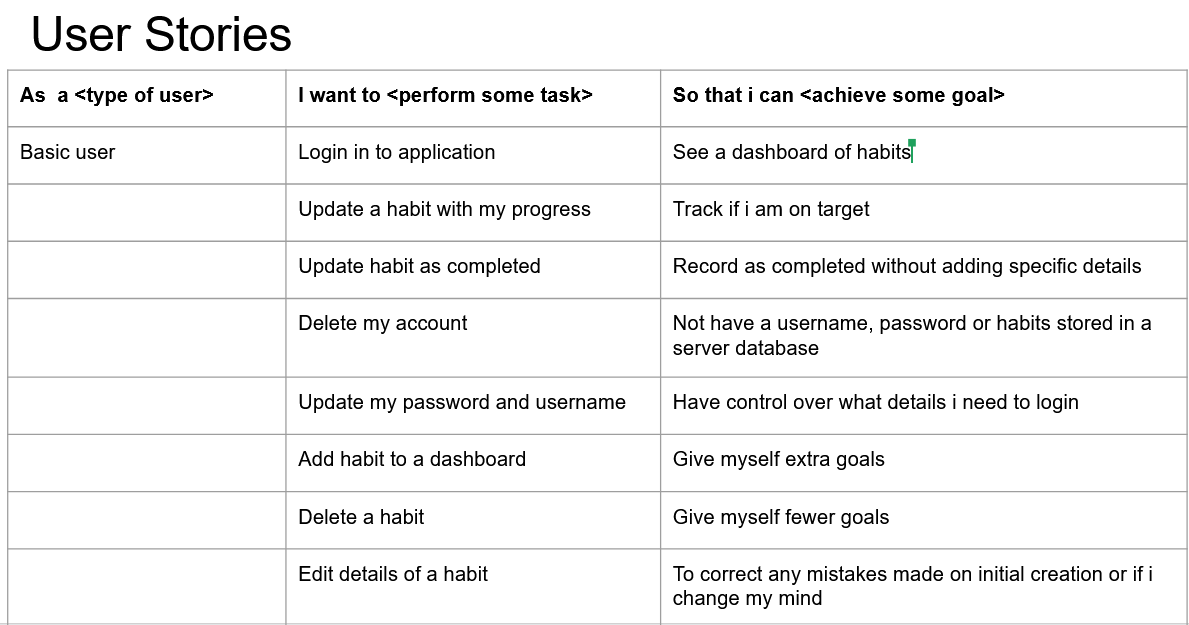 User Stories
As  a <type of user>
I want to <perform some task>
So that i can <achieve some goal>
Basic user
Login in to application
See a dashboard of habits
Update a habit with my progress
Track if i am on target
Update habit as completed
Record as completed without adding specific details
Delete my account
Not have a username, password or habits stored in a
server database
Update my password and username
Have control over what details i need to login
Add habit to a dashboard
Give myself extra goals
Delete a habit
Give myself fewer goals
Edit details of a habit
To correct any mistakes made on initial creation or if i
change my mind